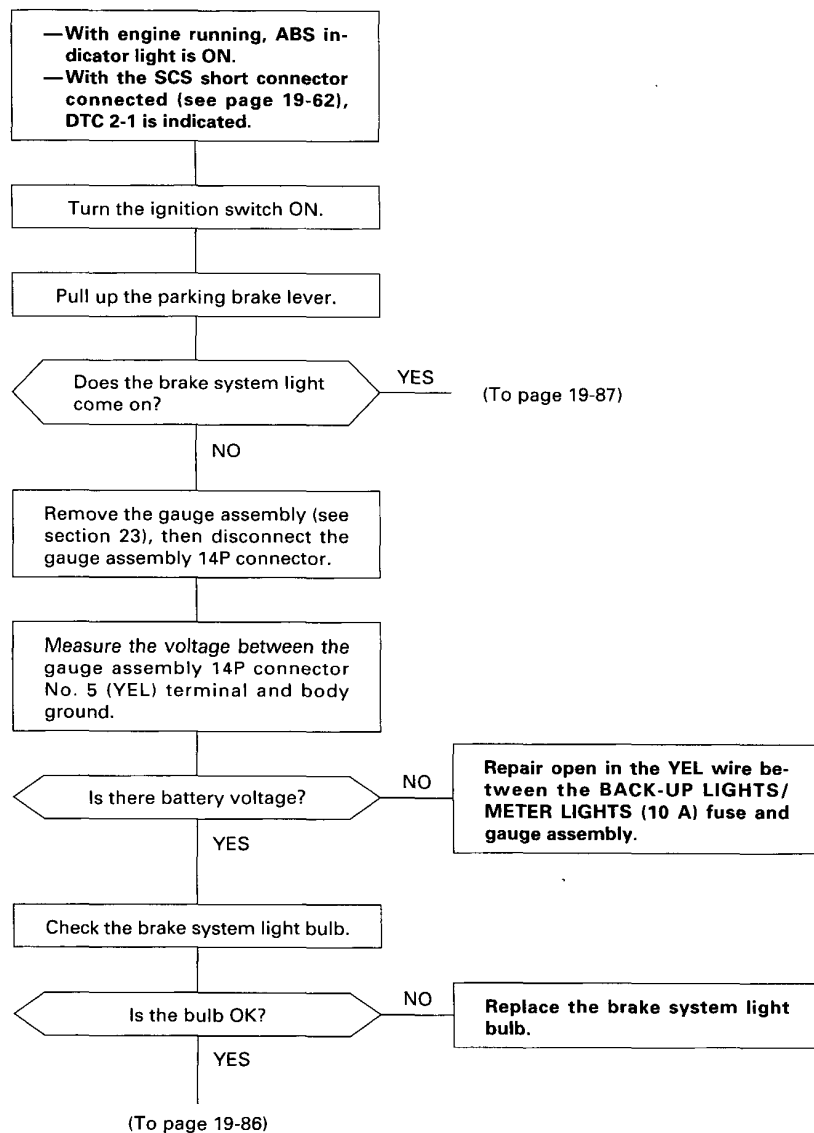 —With engine running, ABS in-
dicator light is ON.
—With the SCS short connector
connected (see page 19-62),
DTC 2-1 is indicated.
Turn the ignition switch ON.
Pull up the parking brake lever.
Does the brake system light
come on?
YES
(To page 19-87)
NO
Remove the gauge assembly (see
section 23), then disconnect the
gauge assembly 14P connector.
Measure the voltage between the
gauge assembly 14P connector
No. 5 (YEL) terminal and body
ground.
Is there battery voltage?
NO
Repair open in the YEL wire be-
tween the BACK-UP LIGHTS/
METER LIGHTS (10 A) fuse and
gauge assembly.
YES
Check the brake system light bulb.
Is the bulb OK?
NO
Replace the brake system light
bulb.
YES
(To page 19-86)